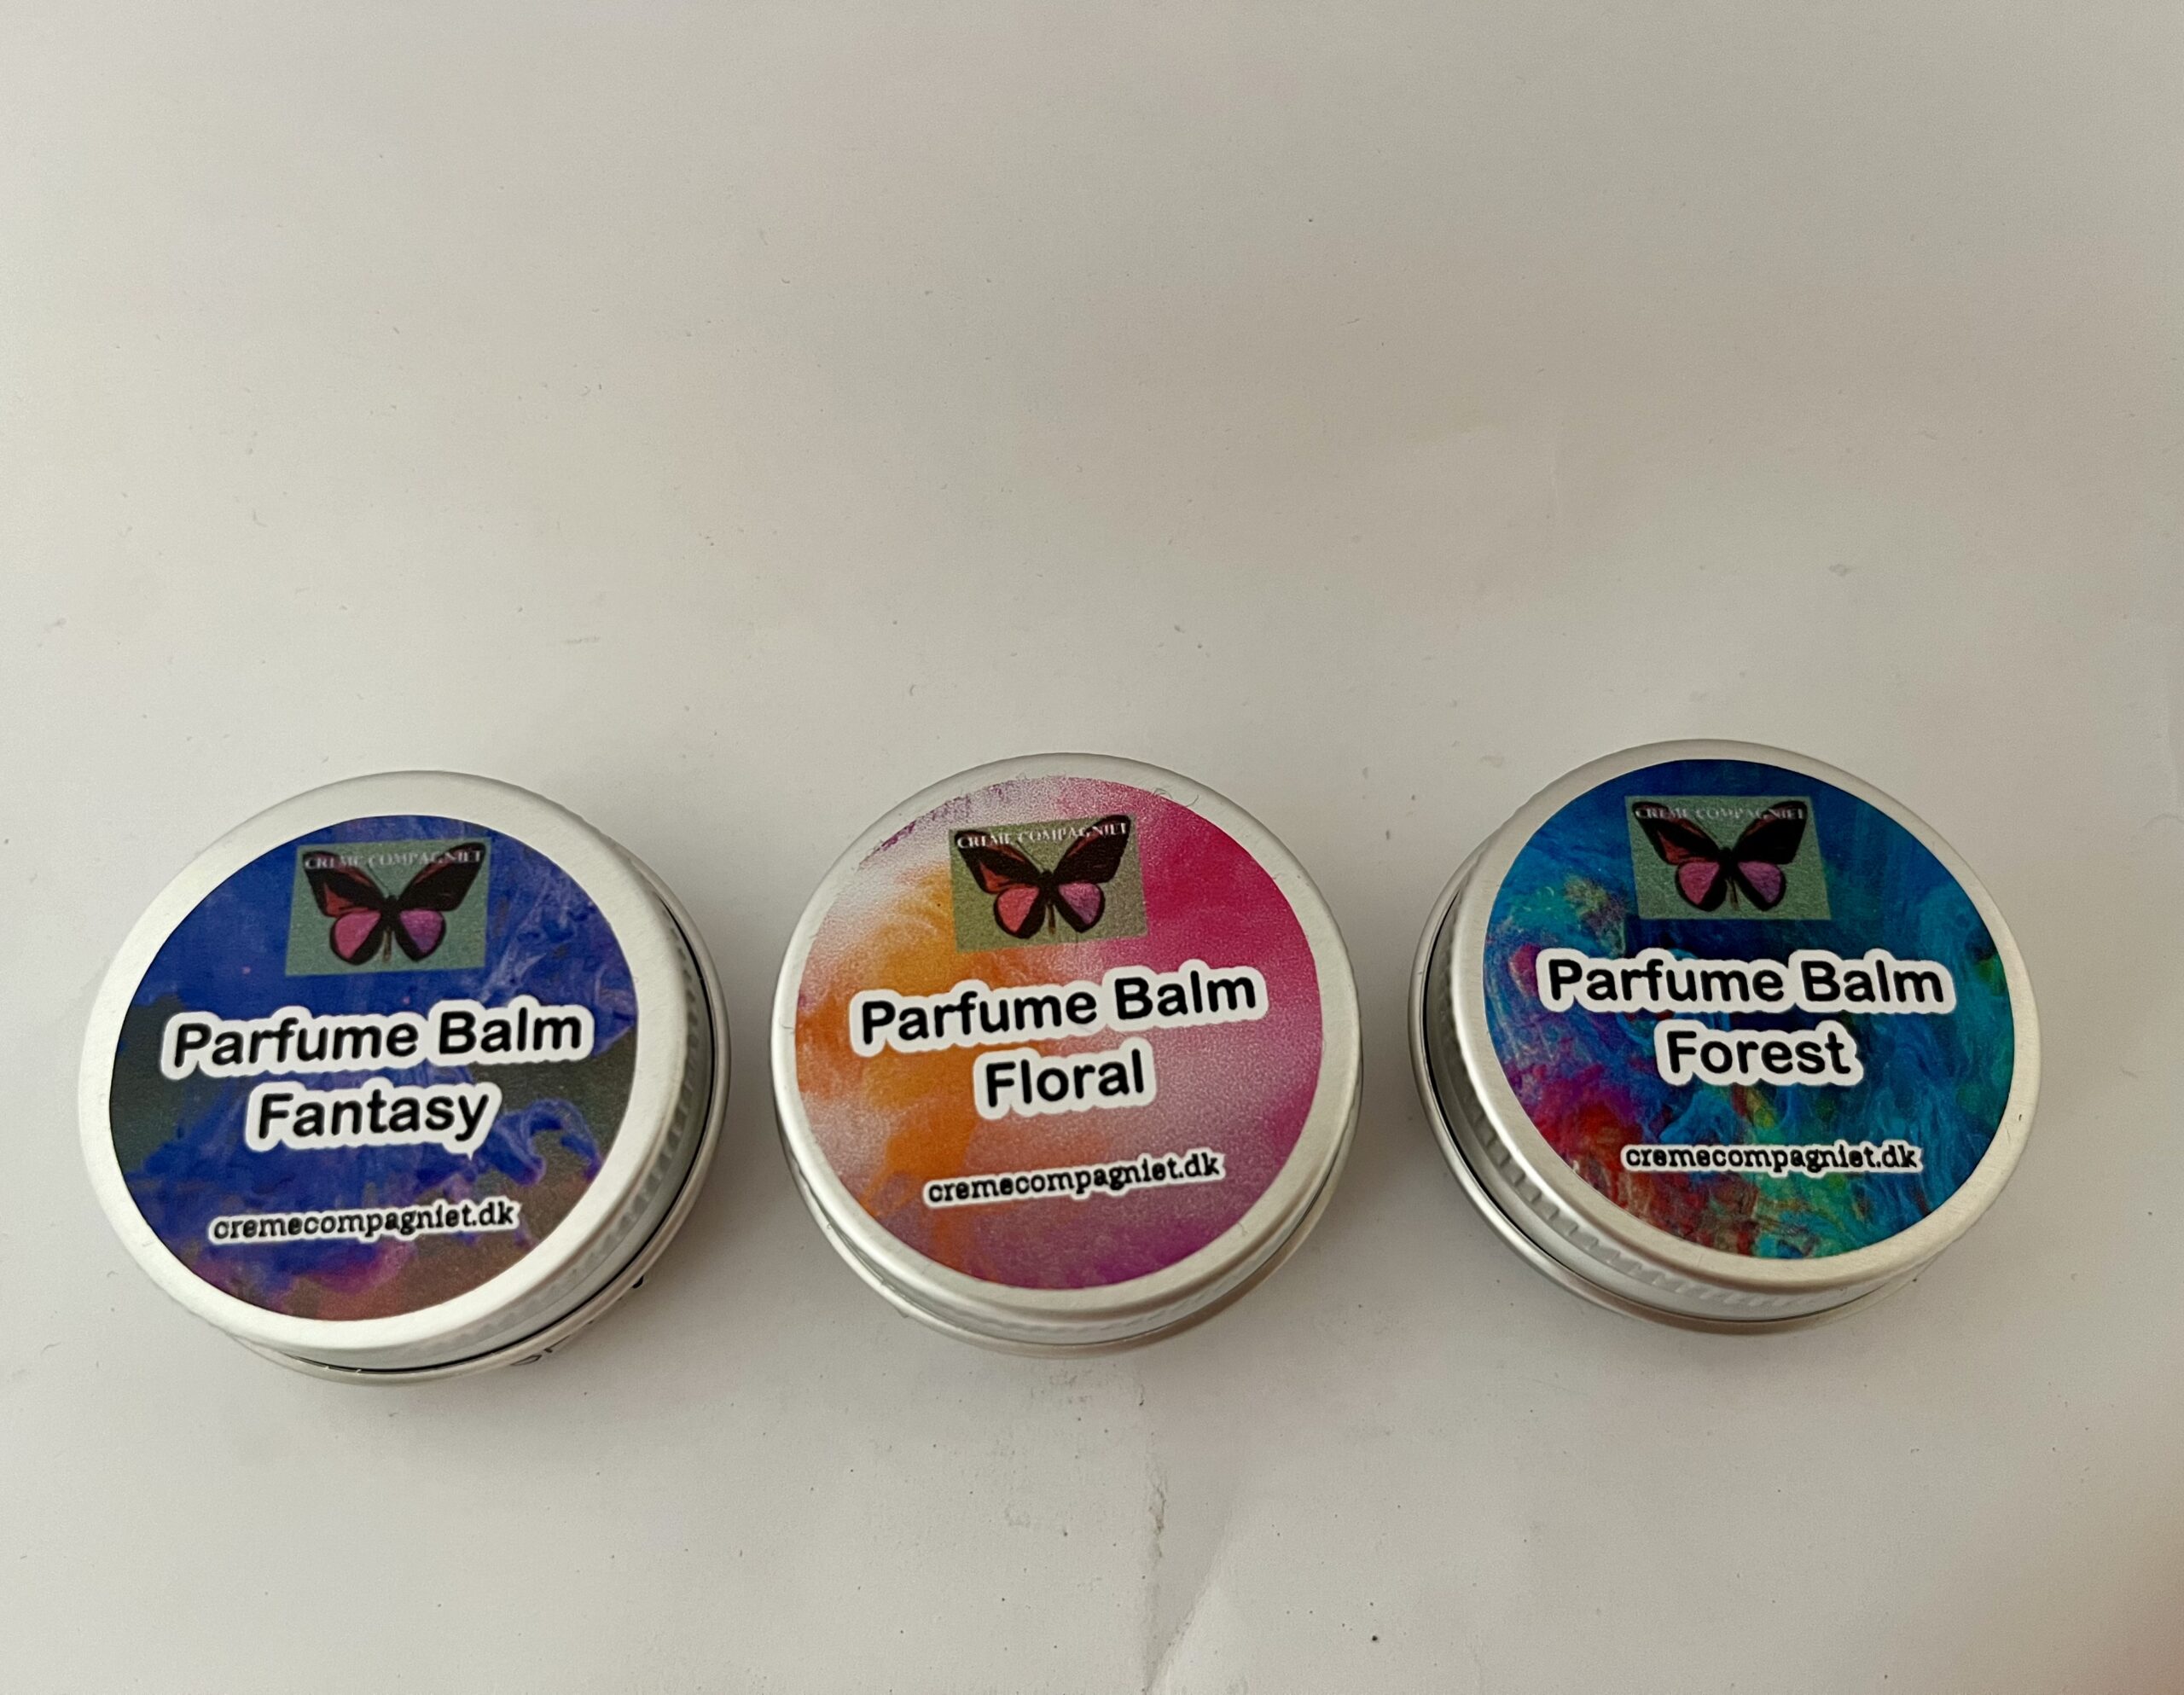 CREME COMPAGNIET
Parfume Balm
Fantasy
cremecompagniet.dk
CREME COMPAGNIET
Parfume Balm
Floral
cremecompagniet.dk
CREME COMPAGNIET
Parfume Balm
Forest
cremecompagniet.dk